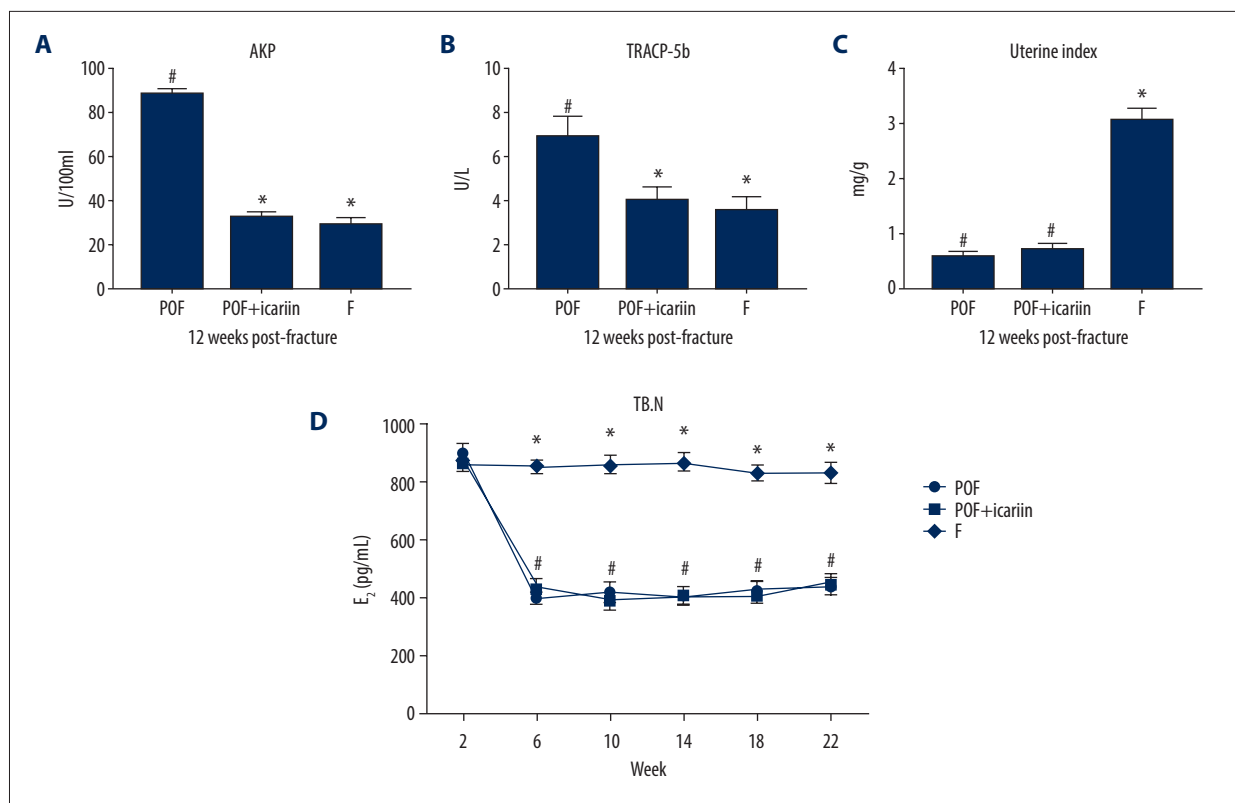 A
AKP
U/100ml
100
80
60
40
20
0
#
*
*
POF
POF+icariin
F
12 weeks post-fracture
B
TRACP-5b
U/L
8
6
4
2
0
#
*
*
POF
POF+icariin
F
12 weeks post-fracture
C
Uterine index
mg/g
4
3
2
1
0
#
#
*
POF
POF+icariin
F
12 weeks post-fracture
D
TB.N
E₂ (pg/mL)
1000
800
600
400
200
0
* * * * *
# # # # #
2 6 10 14 18 22
Week
POF
POF+icariin
F